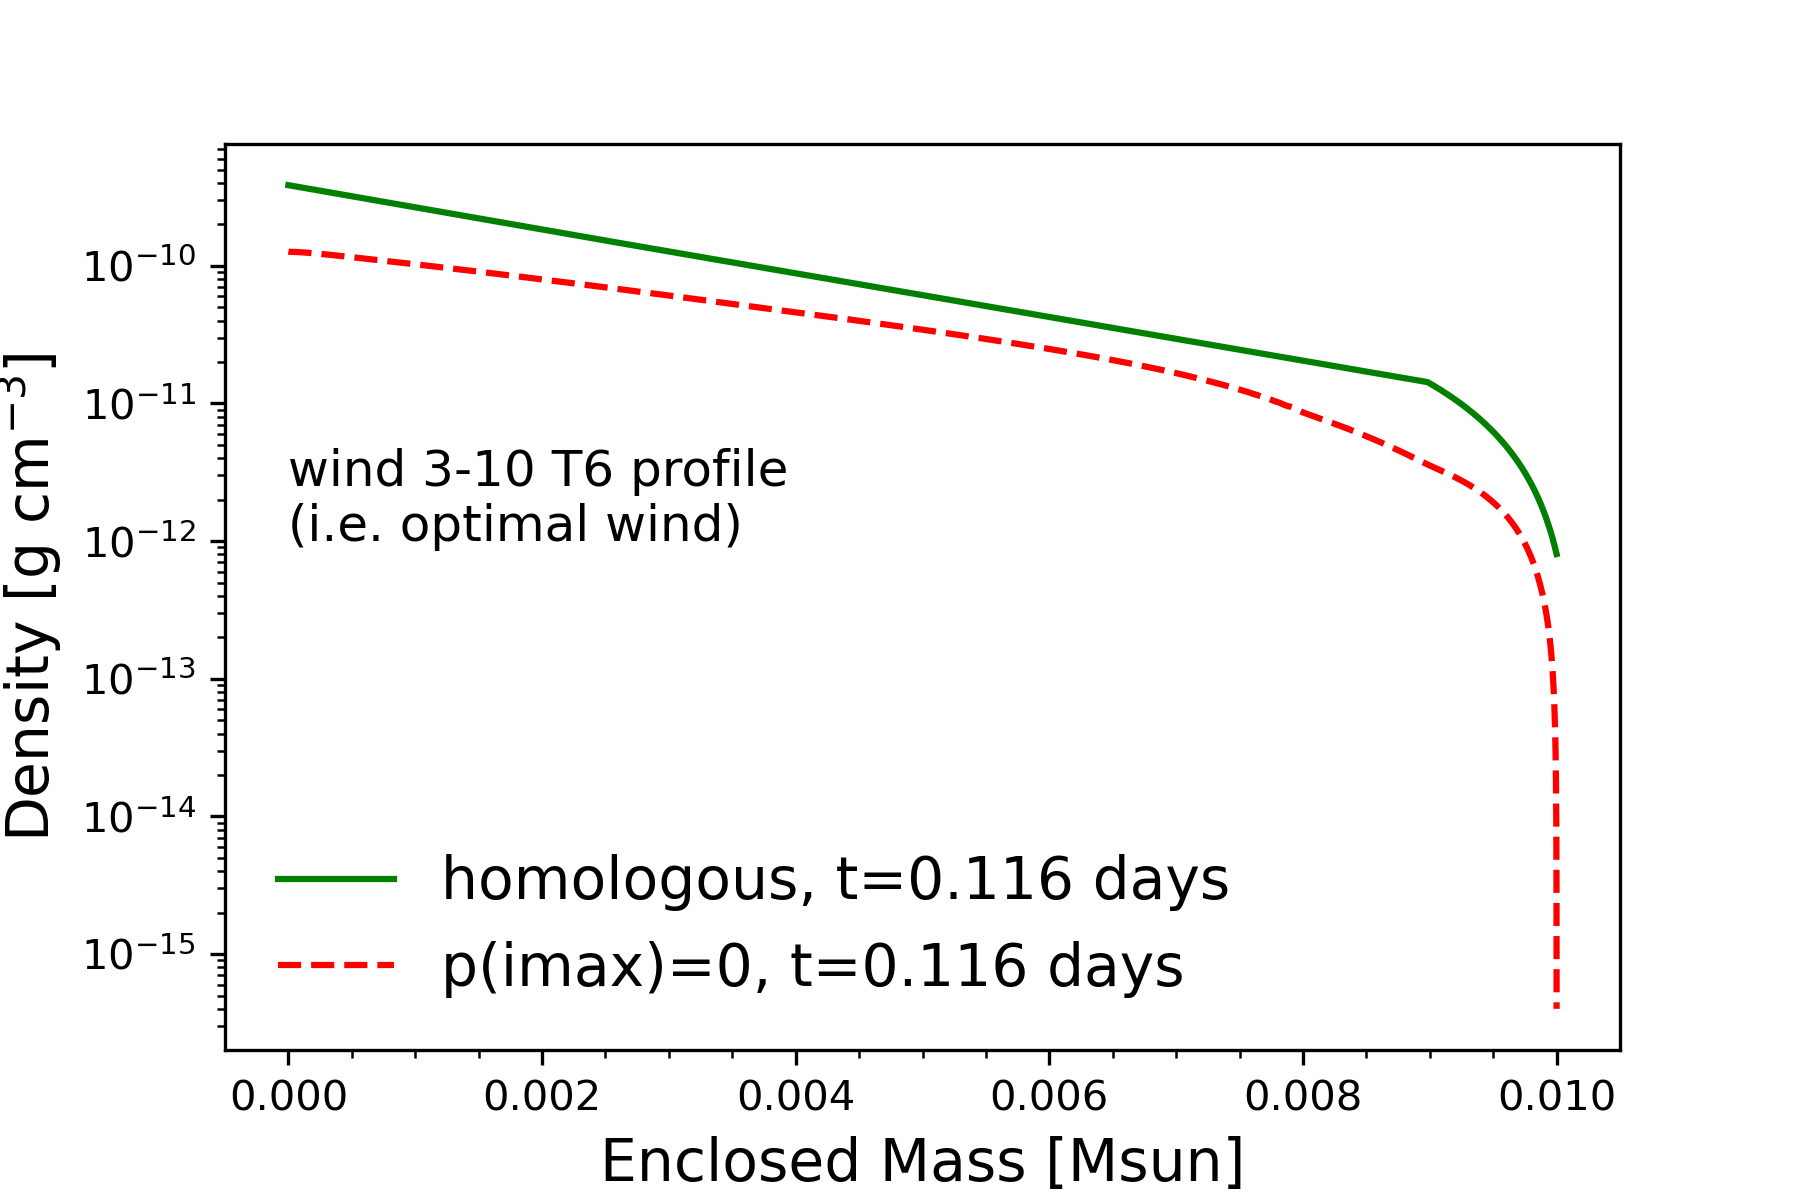 Density [g cm⁻³]
10⁻¹⁰
10⁻¹¹
10⁻¹²
10⁻¹³
10⁻¹⁴
10⁻¹⁵
wind 3-10 T6 profile
(i.e. optimal wind)
homologous, t=0.116 days
p(imax)=0, t=0.116 days
0.000 0.002 0.004 0.006 0.008 0.010
Enclosed Mass [Msun]